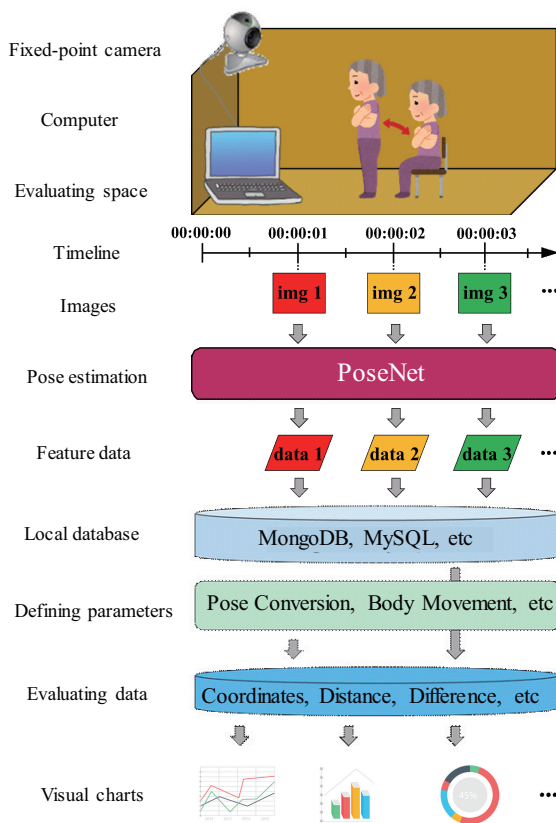 Fixed-point camera
Computer
Evaluating space
00:00:00 00:00:01 00:00:02 00:00:03
Timeline
Images
img 1 img 2 img 3 ...
Pose estimation
PoseNet
Feature data
data 1 data 2 data 3 ...
Local database
MongoDB, MySQL, etc
Defining parameters
Pose Conversion, Body Movement, etc
Evaluating data
Coordinates, Distance, Difference, etc
Visual charts
45%
...